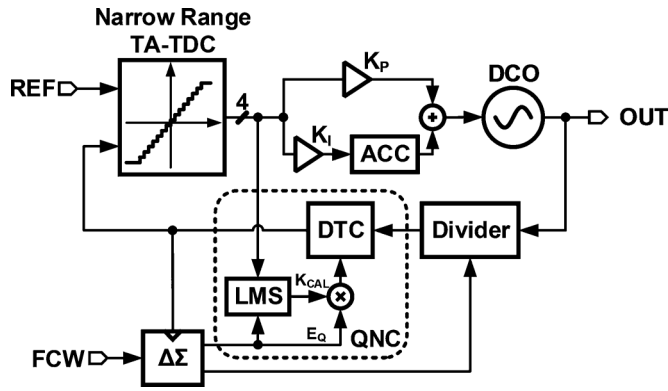 Narrow Range
TA-TDC
REF
4
K_P
K_I
ACC
DCO
OUT
DTC
Divider
LMS
K_CAL
E_Q
QNC
FCW
ΔΣ